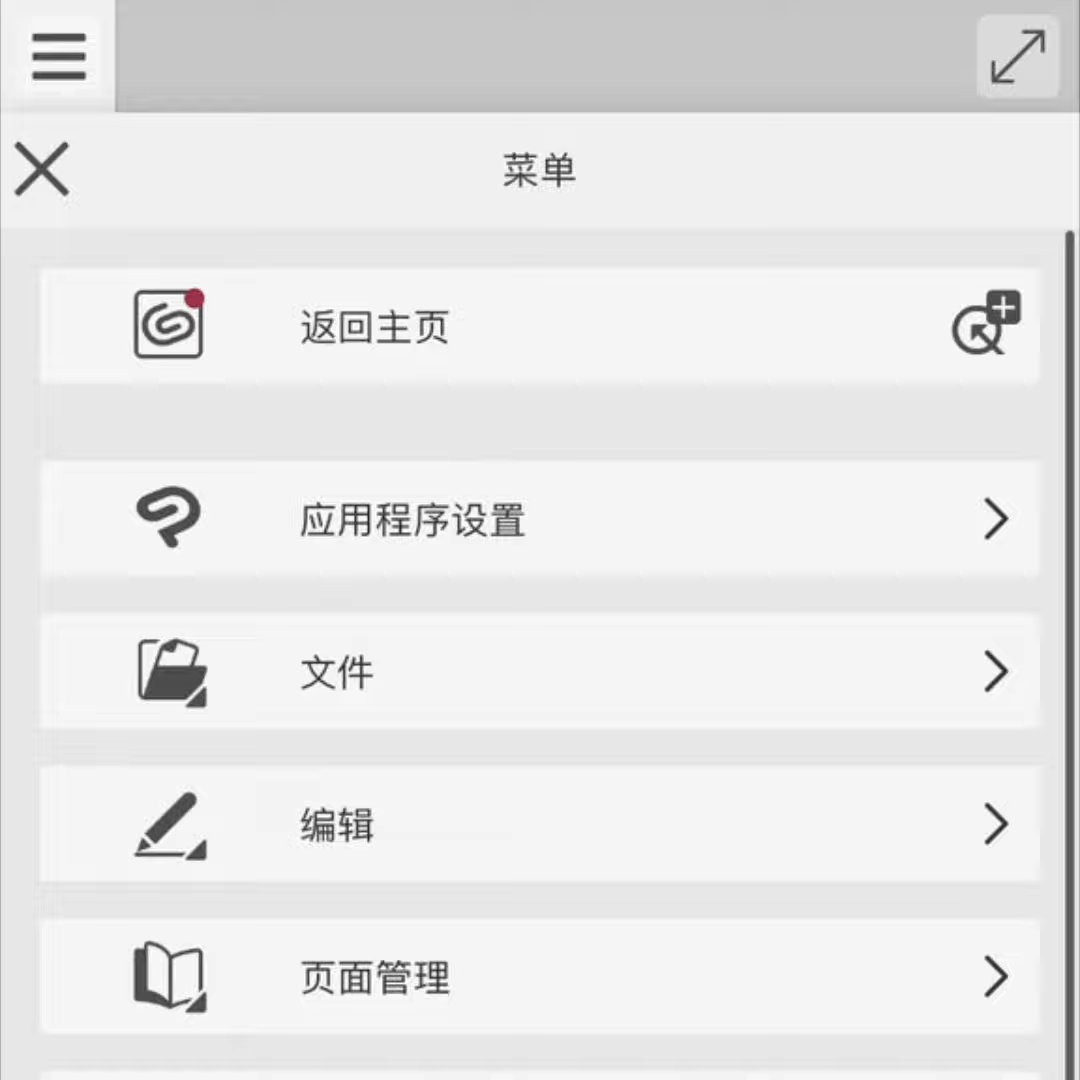 菜单
返回主页
应用程序设置
文件
编辑
页面管理